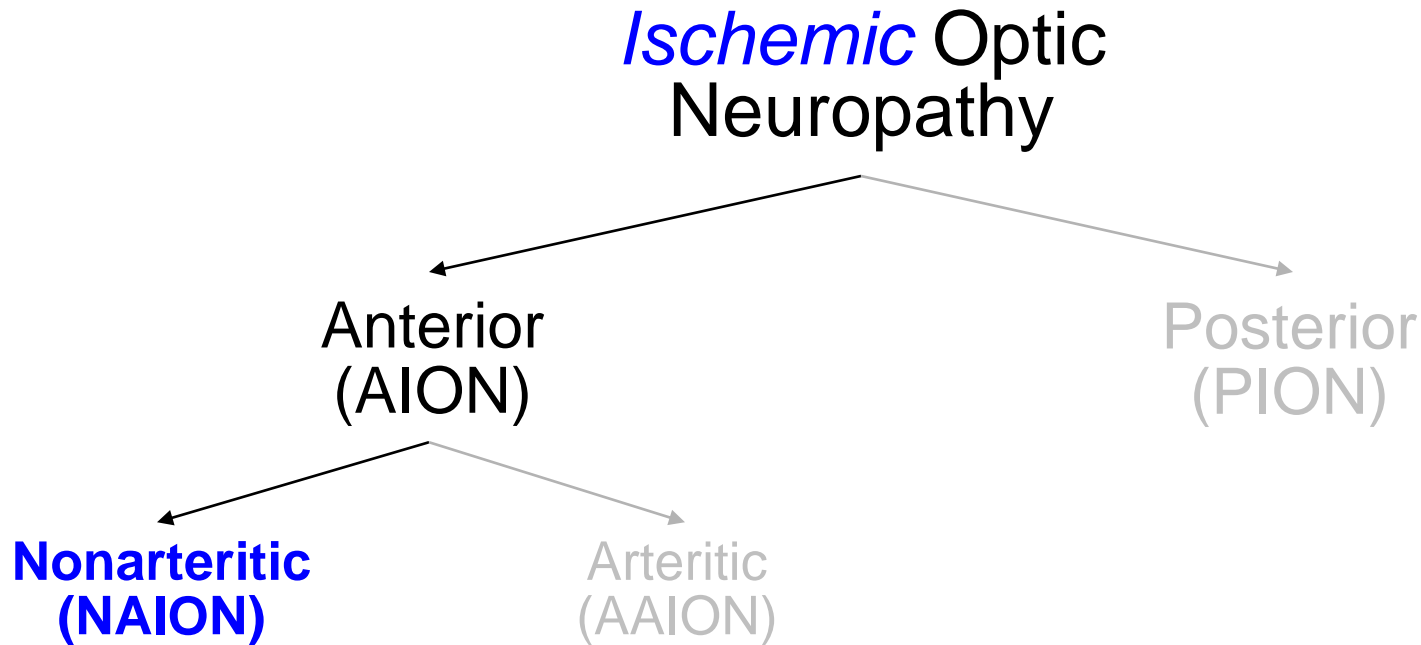 Ischemic Optic
Neuropathy
Anterior
(AION)
Posterior
(PION)
Nonarteritic
(NAION)
Arteritic
(AAION)